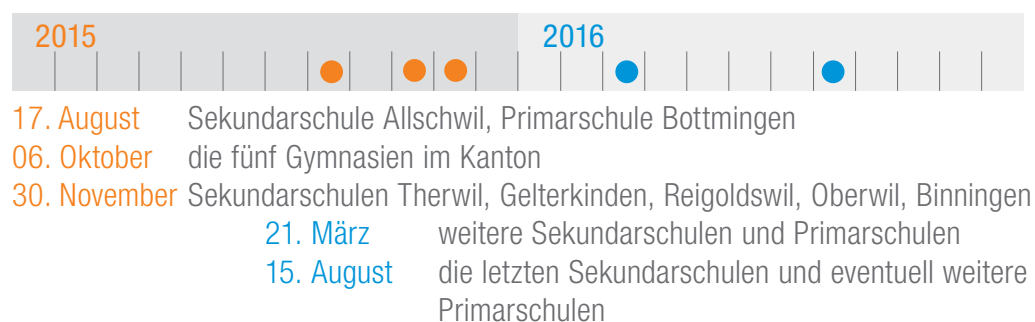 2015 2016
17. August Sekundarschule Allschwil, Primarschule Bottmingen
06. Oktober die fünf Gymnasien im Kanton
30. November Sekundarschulen Therwil, Gelterkinden, Reigoldswil, Oberwil, Binningen
21. März weitere Sekundarschulen und Primarschulen
15. August die letzten Sekundarschulen und eventuell weitere
Primarschulen